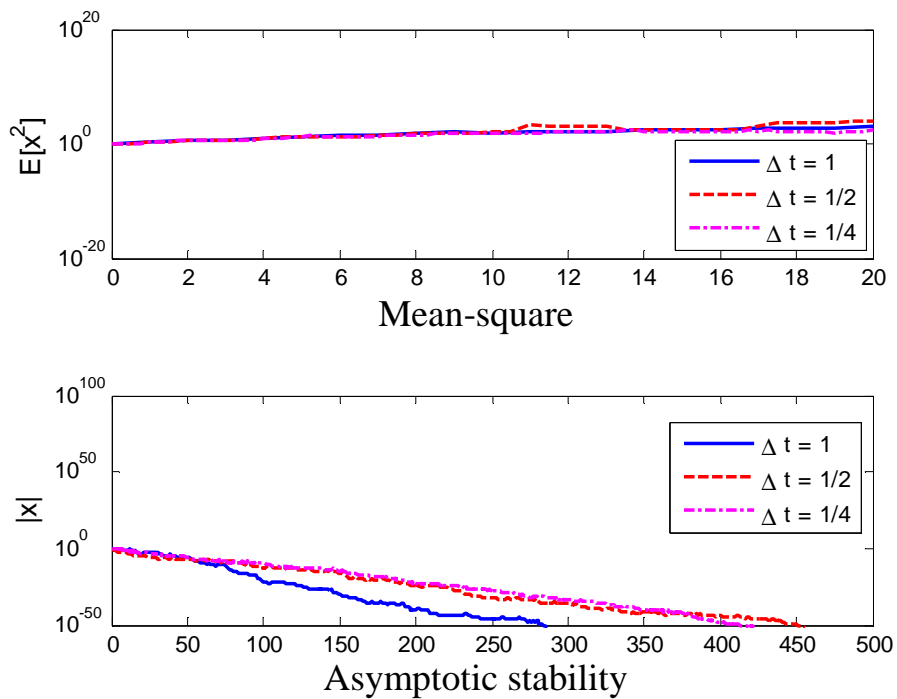 10^20
10^0
10^-20
E[x^2]
Δ t = 1
Δ t = 1/2
Δ t = 1/4
0 2 4 6 8 10 12 14 16 18 20
Mean-square
10^100
10^50
10^0
10^-50
|x|
Δ t = 1
Δ t = 1/2
Δ t = 1/4
0 50 100 150 200 250 300 350 400 450 500
Asymptotic stability